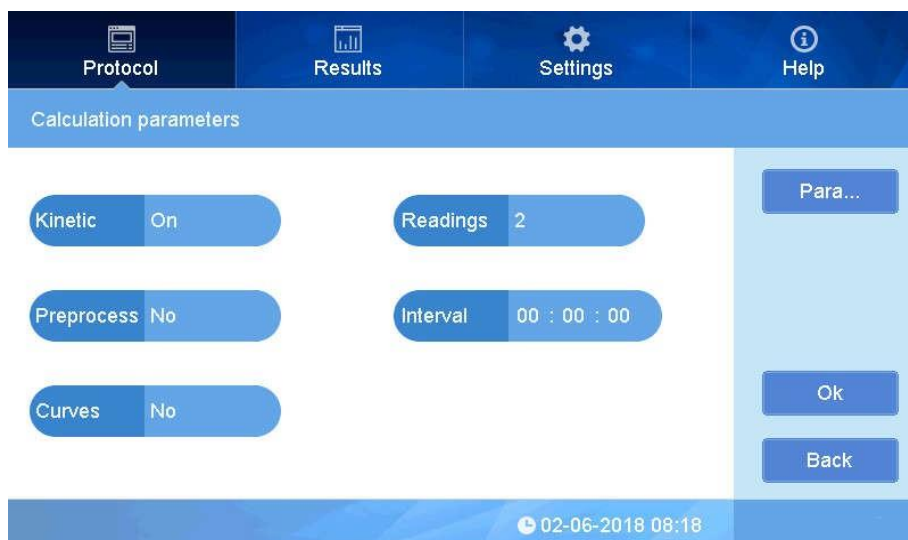 Protocol Results Settings Help
Calculation parameters
Kinetic On Readings 2 Para...
Preprocess No Interval 00 : 00 : 00
Curves No Ok
Back
02-06-2018 08:18